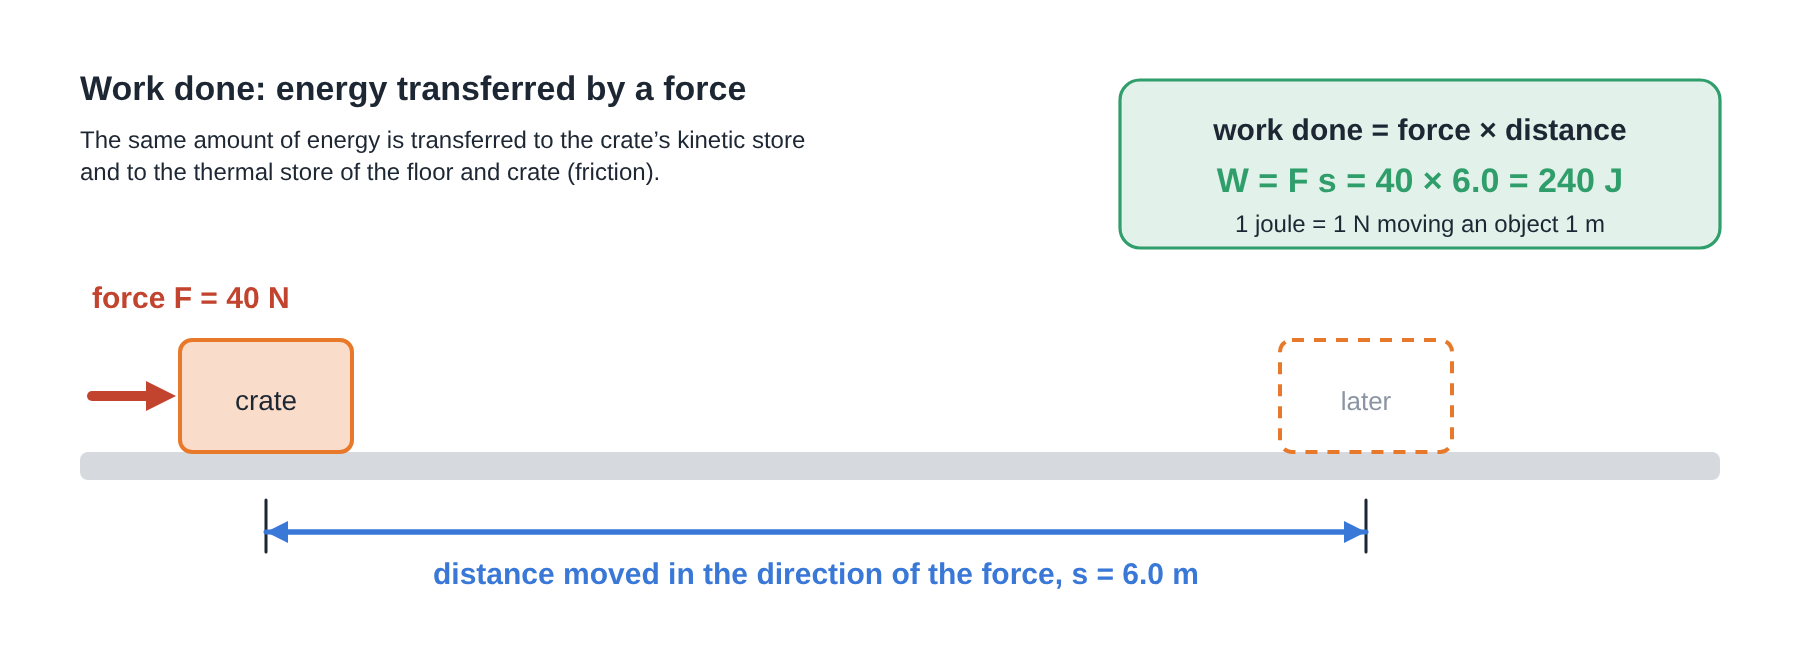 Work done: energy transferred by a force
The same amount of energy is transferred to the crate’s kinetic store
and to the thermal store of the floor and crate (friction).
work done = force × distance
W = F s = 40 × 6.0 = 240 J
1 joule = 1 N moving an object 1 m
force F = 40 N
crate
later
distance moved in the direction of the force, s = 6.0 m